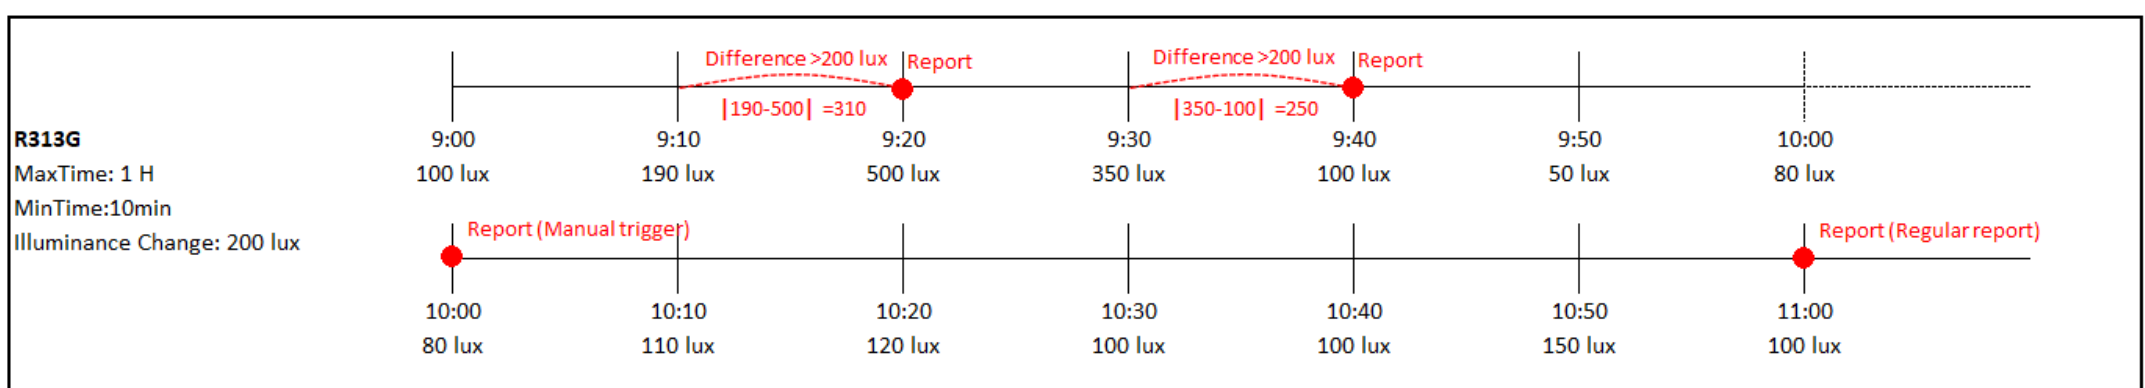 Difference >200 lux
Report
Difference >200 lux
Report
|190-500| =310
|350-100| =250
R313G
MaxTime: 1 H
MinTime:10min
Illuminance Change: 200 lux
9:00
9:10
9:20
9:30
9:40
9:50
10:00
100 lux
190 lux
500 lux
350 lux
100 lux
50 lux
80 lux
Report (Manual trigger)
Report (Regular report)
10:00
10:10
10:20
10:30
10:40
10:50
11:00
80 lux
110 lux
120 lux
100 lux
100 lux
150 lux
100 lux